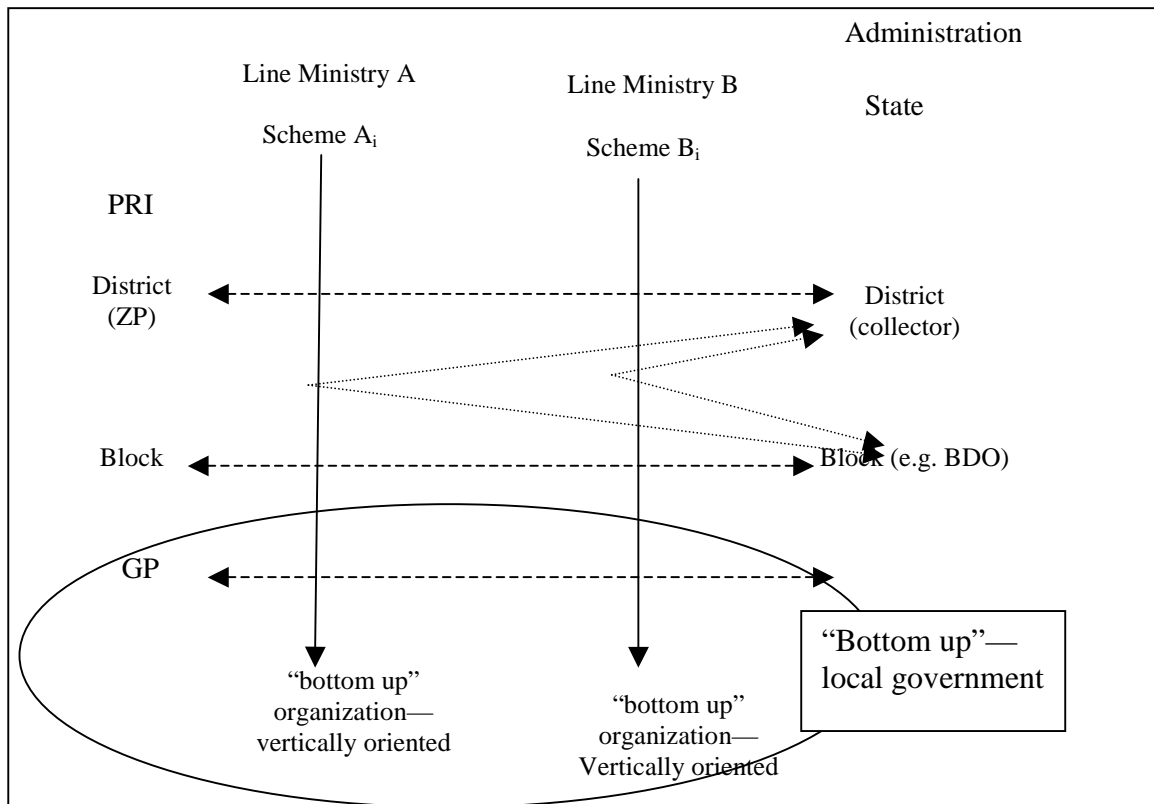 Administration
Line Ministry A
Line Ministry B
State
Scheme Ai
Scheme Bi
PRI
District
(ZP)
District
(collector)
Block
Block (e.g. BDO)
GP
“Bottom up”—
local government
“bottom up”
organization—
vertically oriented
“bottom up”
organization—
Vertically oriented